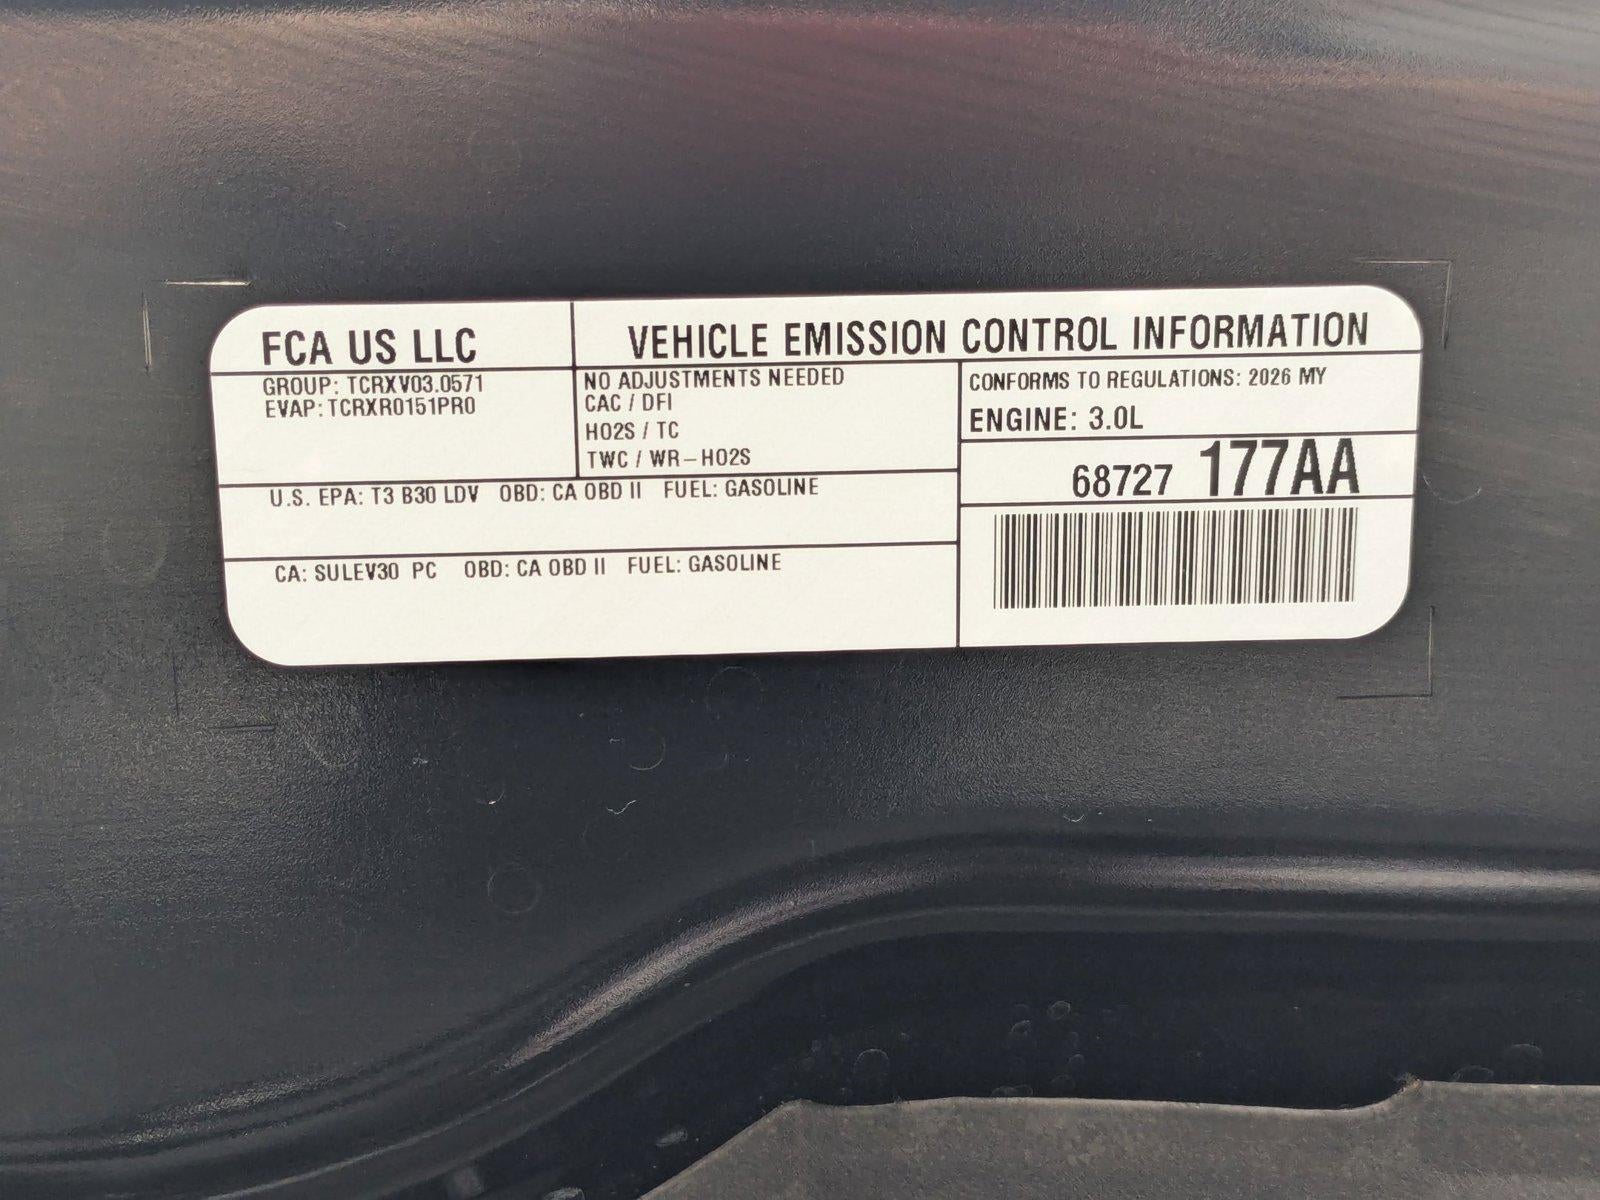 FCA US LLC
VEHICLE EMISSION CONTROL INFORMATION
GROUP: TCRXV03.0571
EVAP: TCRXR0151PR0
NO ADJUSTMENTS NEEDED
CAC / DFI
HO2S / TC
TWC / WR-HO2S
CONFORMS TO REGULATIONS: 2026 MY
ENGINE: 3.0L
68727 177AA
U.S. EPA: T3 B30 LDV OBD: CA OBD II FUEL: GASOLINE
CA: SULEV30 PC OBD: CA OBD II FUEL: GASOLINE